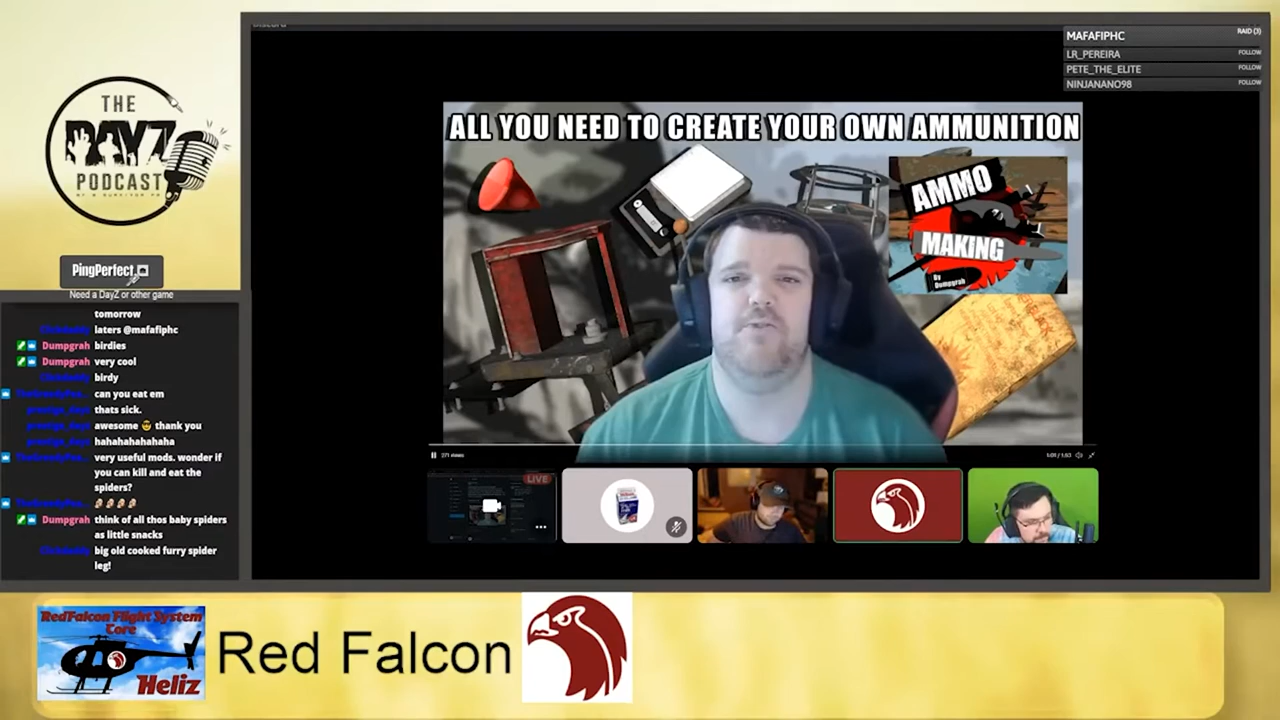 THE
DAYZ
PODCAST
PingPerfect
Need a DayZ or other game
tomorrow
laters @mafafiphc
Dumpgrah birdies
Dumpgrah very cool
birdy
can you eat em
thats sick.
awesome 😎 thank you
hahahahahahaha
very useful mods. wonder if
you can kill and eat the
spiders?
Dumpgrah think of all thos baby spiders
as little snacks
big old cooked furry spider
leg!
MAFAFIPHC RAID (3)
LR_PEREIRA FOLLOW
PETE_THE_ELITE FOLLOW
NINJANANO98 FOLLOW
ALL YOU NEED TO CREATE YOUR OWN AMMUNITION
AMMO
MAKING
By
Dumpgrah
271 views
LIVE
RedFalcon Flight System
Core
Heliz
Red Falcon